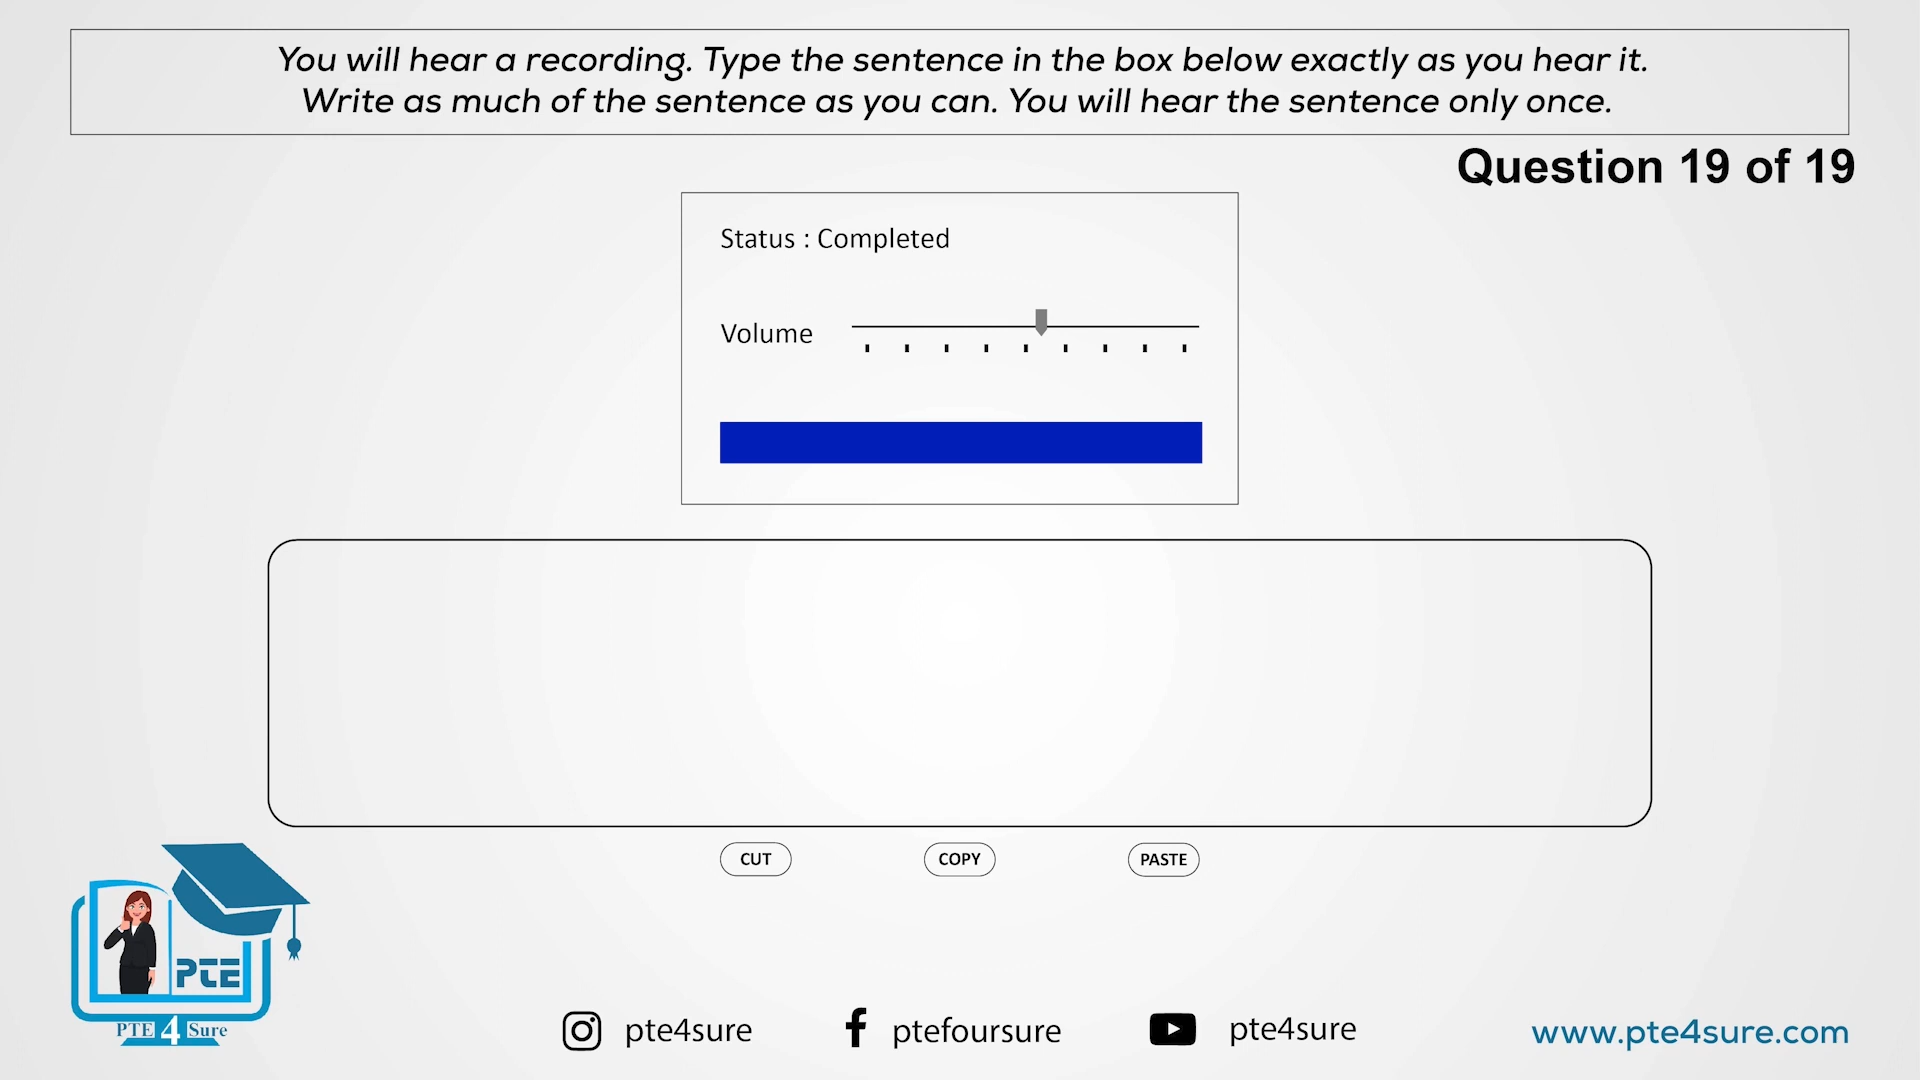 You will hear a recording. Type the sentence in the box below exactly as you hear it.
Write as much of the sentence as you can. You will hear the sentence only once.
Question 19 of 19
Status : Completed
Volume
CUT
COPY
PASTE
PTE
PTE 4 Sure
pte4sure
ptefoursure
pte4sure
www.pte4sure.com